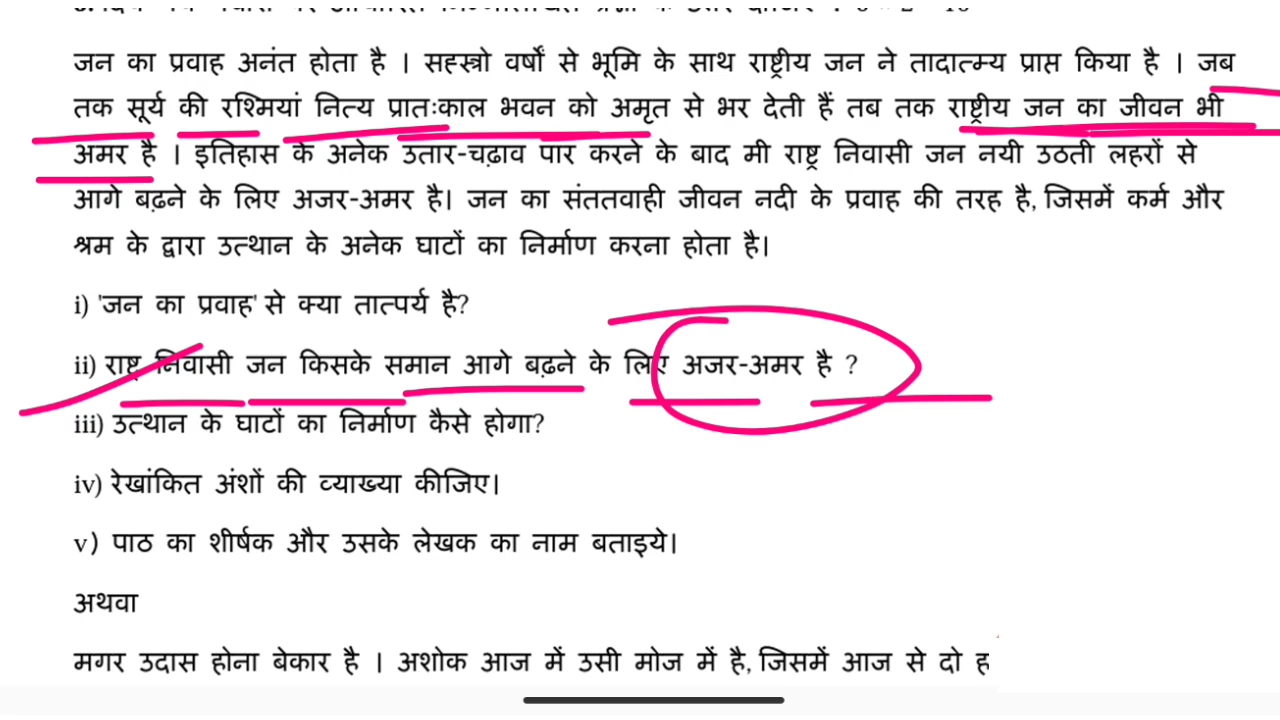 जन का प्रवाह अनंत होता है । सहस्त्रो वर्षों से भूमि के साथ राष्ट्रीय जन ने तादात्म्य प्राप्त किया है । जब
तक सूर्य की रश्मियां नित्य प्रातःकाल भवन को अमृत से भर देती हैं तब तक राष्ट्रीय जन का जीवन भी
अमर है । इतिहास के अनेक उतार-चढ़ाव पार करने के बाद मी राष्ट्र निवासी जन नयी उठती लहरों से
आगे बढ़ने के लिए अजर-अमर है। जन का संततवाही जीवन नदी के प्रवाह की तरह है, जिसमें कर्म और
श्रम के द्वारा उत्थान के अनेक घाटों का निर्माण करना होता है।
i) 'जन का प्रवाह' से क्या तात्पर्य है?
ii) राष्ट्र निवासी जन किसके समान आगे बढ़ने के लिए अजर-अमर है ?
iii) उत्थान के घाटों का निर्माण कैसे होगा?
iv) रेखांकित अंशों की व्याख्या कीजिए।
v) पाठ का शीर्षक और उसके लेखक का नाम बताइये।
अथवा
मगर उदास होना बेकार है । अशोक आज में उसी मोज में है, जिसमें आज से दो